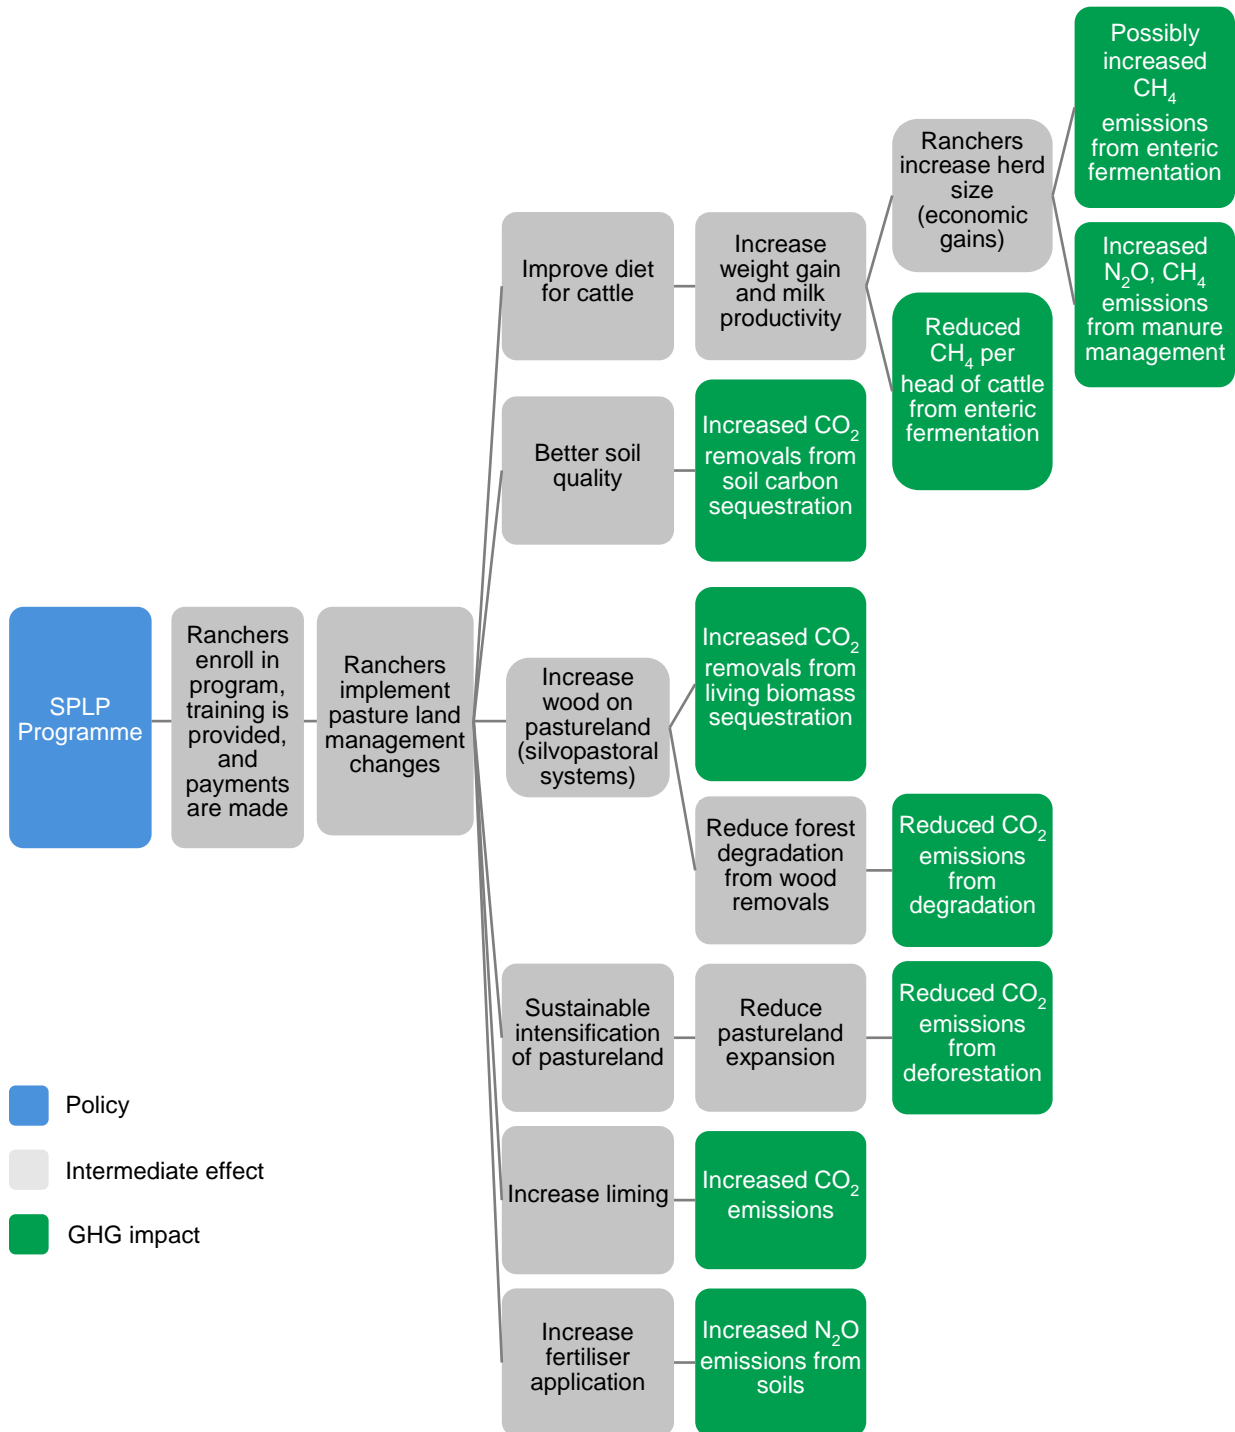 SPLP
Programme
Ranchers
enroll in
program,
training is
provided,
and
payments
are made
Ranchers
implement
pasture land
management
changes
Improve diet
for cattle
Increase
weight gain
and milk
productivity
Ranchers
increase herd
size
(economic
gains)
Possibly
increased
CH₄
emissions
from enteric
fermentation
Increased
N₂O, CH₄
emissions
from manure
management
Reduced
CH₄ per
head of cattle
from enteric
fermentation
Better soil
quality
Increased CO₂
removals from
soil carbon
sequestration
Increase
wood on
pastureland
(silvopastoral
systems)
Increased CO₂
removals from
living biomass
sequestration
Reduce forest
degradation
from wood
removals
Reduced CO₂
emissions
from
degradation
Sustainable
intensification
of pastureland
Reduce
pastureland
expansion
Reduced CO₂
emissions
from
deforestation
Increase liming
Increased CO₂
emissions
Increase
fertiliser
application
Increased N₂O
emissions from
soils
Policy
Intermediate effect
GHG impact